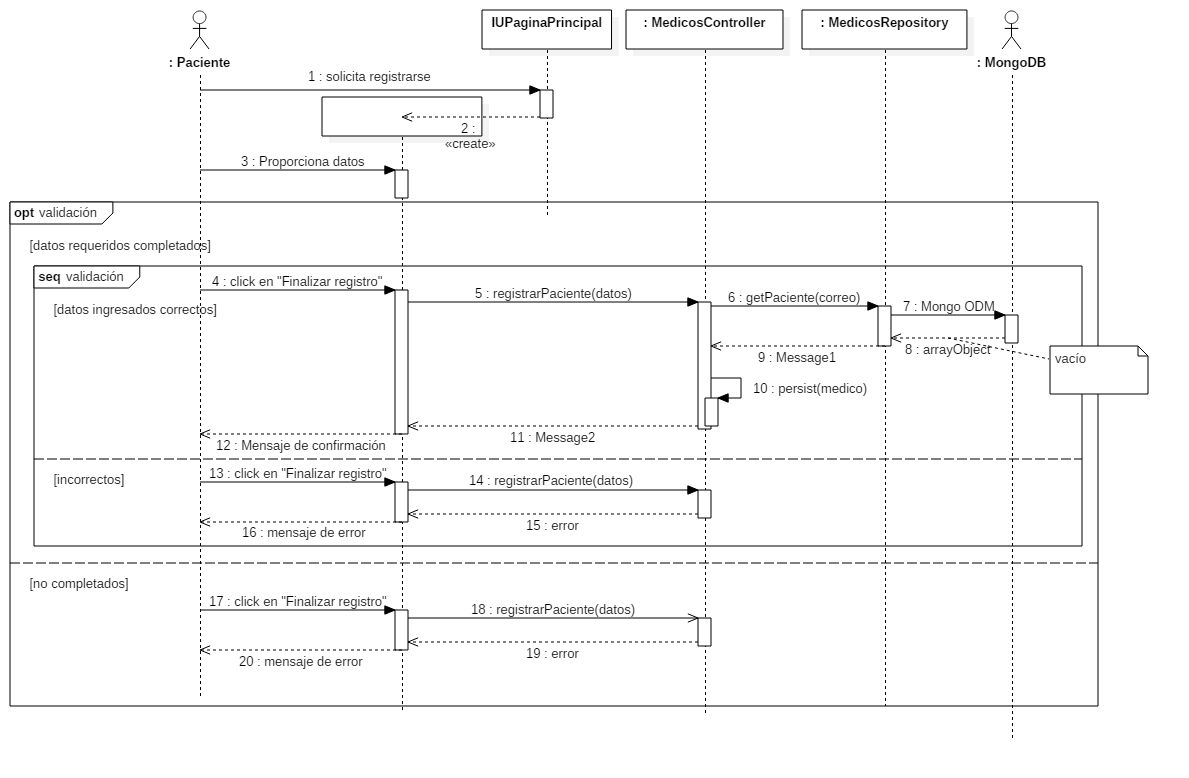 IUPaginaPrincipal
: MedicosController
: MedicosRepository
: Paciente
: MongoDB
1 : solicita registrarse
2 :
«create»
3 : Proporciona datos
opt validación
[datos requeridos completados]
seq validación
4 : click en "Finalizar registro"
5 : registrarPaciente(datos)
6 : getPaciente(correo)
7 : Mongo ODM
[datos ingresados correctos]
8 : arrayObject
9 : Message1
vacío
10 : persist(medico)
11 : Message2
12 : Mensaje de confirmación
13 : click en "Finalizar registro"
[incorrectos]
14 : registrarPaciente(datos)
15 : error
16 : mensaje de error
[no completados]
17 : click en "Finalizar registro"
18 : registrarPaciente(datos)
19 : error
20 : mensaje de error